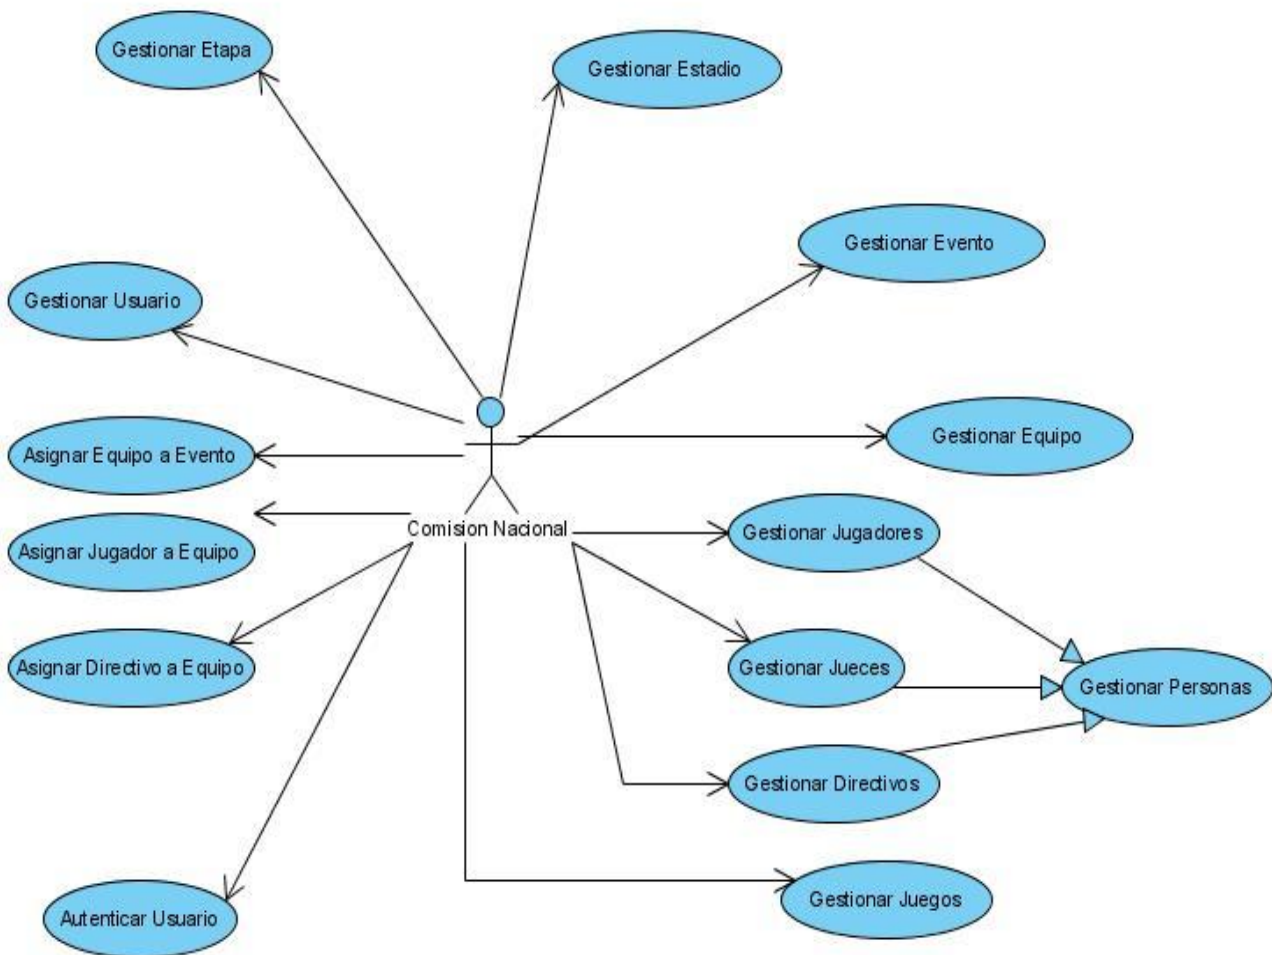 Gestionar Etapa
Gestionar Estadio
Gestionar Evento
Gestionar Usuario
Gestionar Equipo
Asignar Equipo a Evento
Comision Nacional
Gestionar Jugadores
Asignar Jugador a Equipo
Asignar Directivo a Equipo
Gestionar Jueces
Gestionar Personas
Gestionar Directivos
Gestionar Juegos
Autenticar Usuario